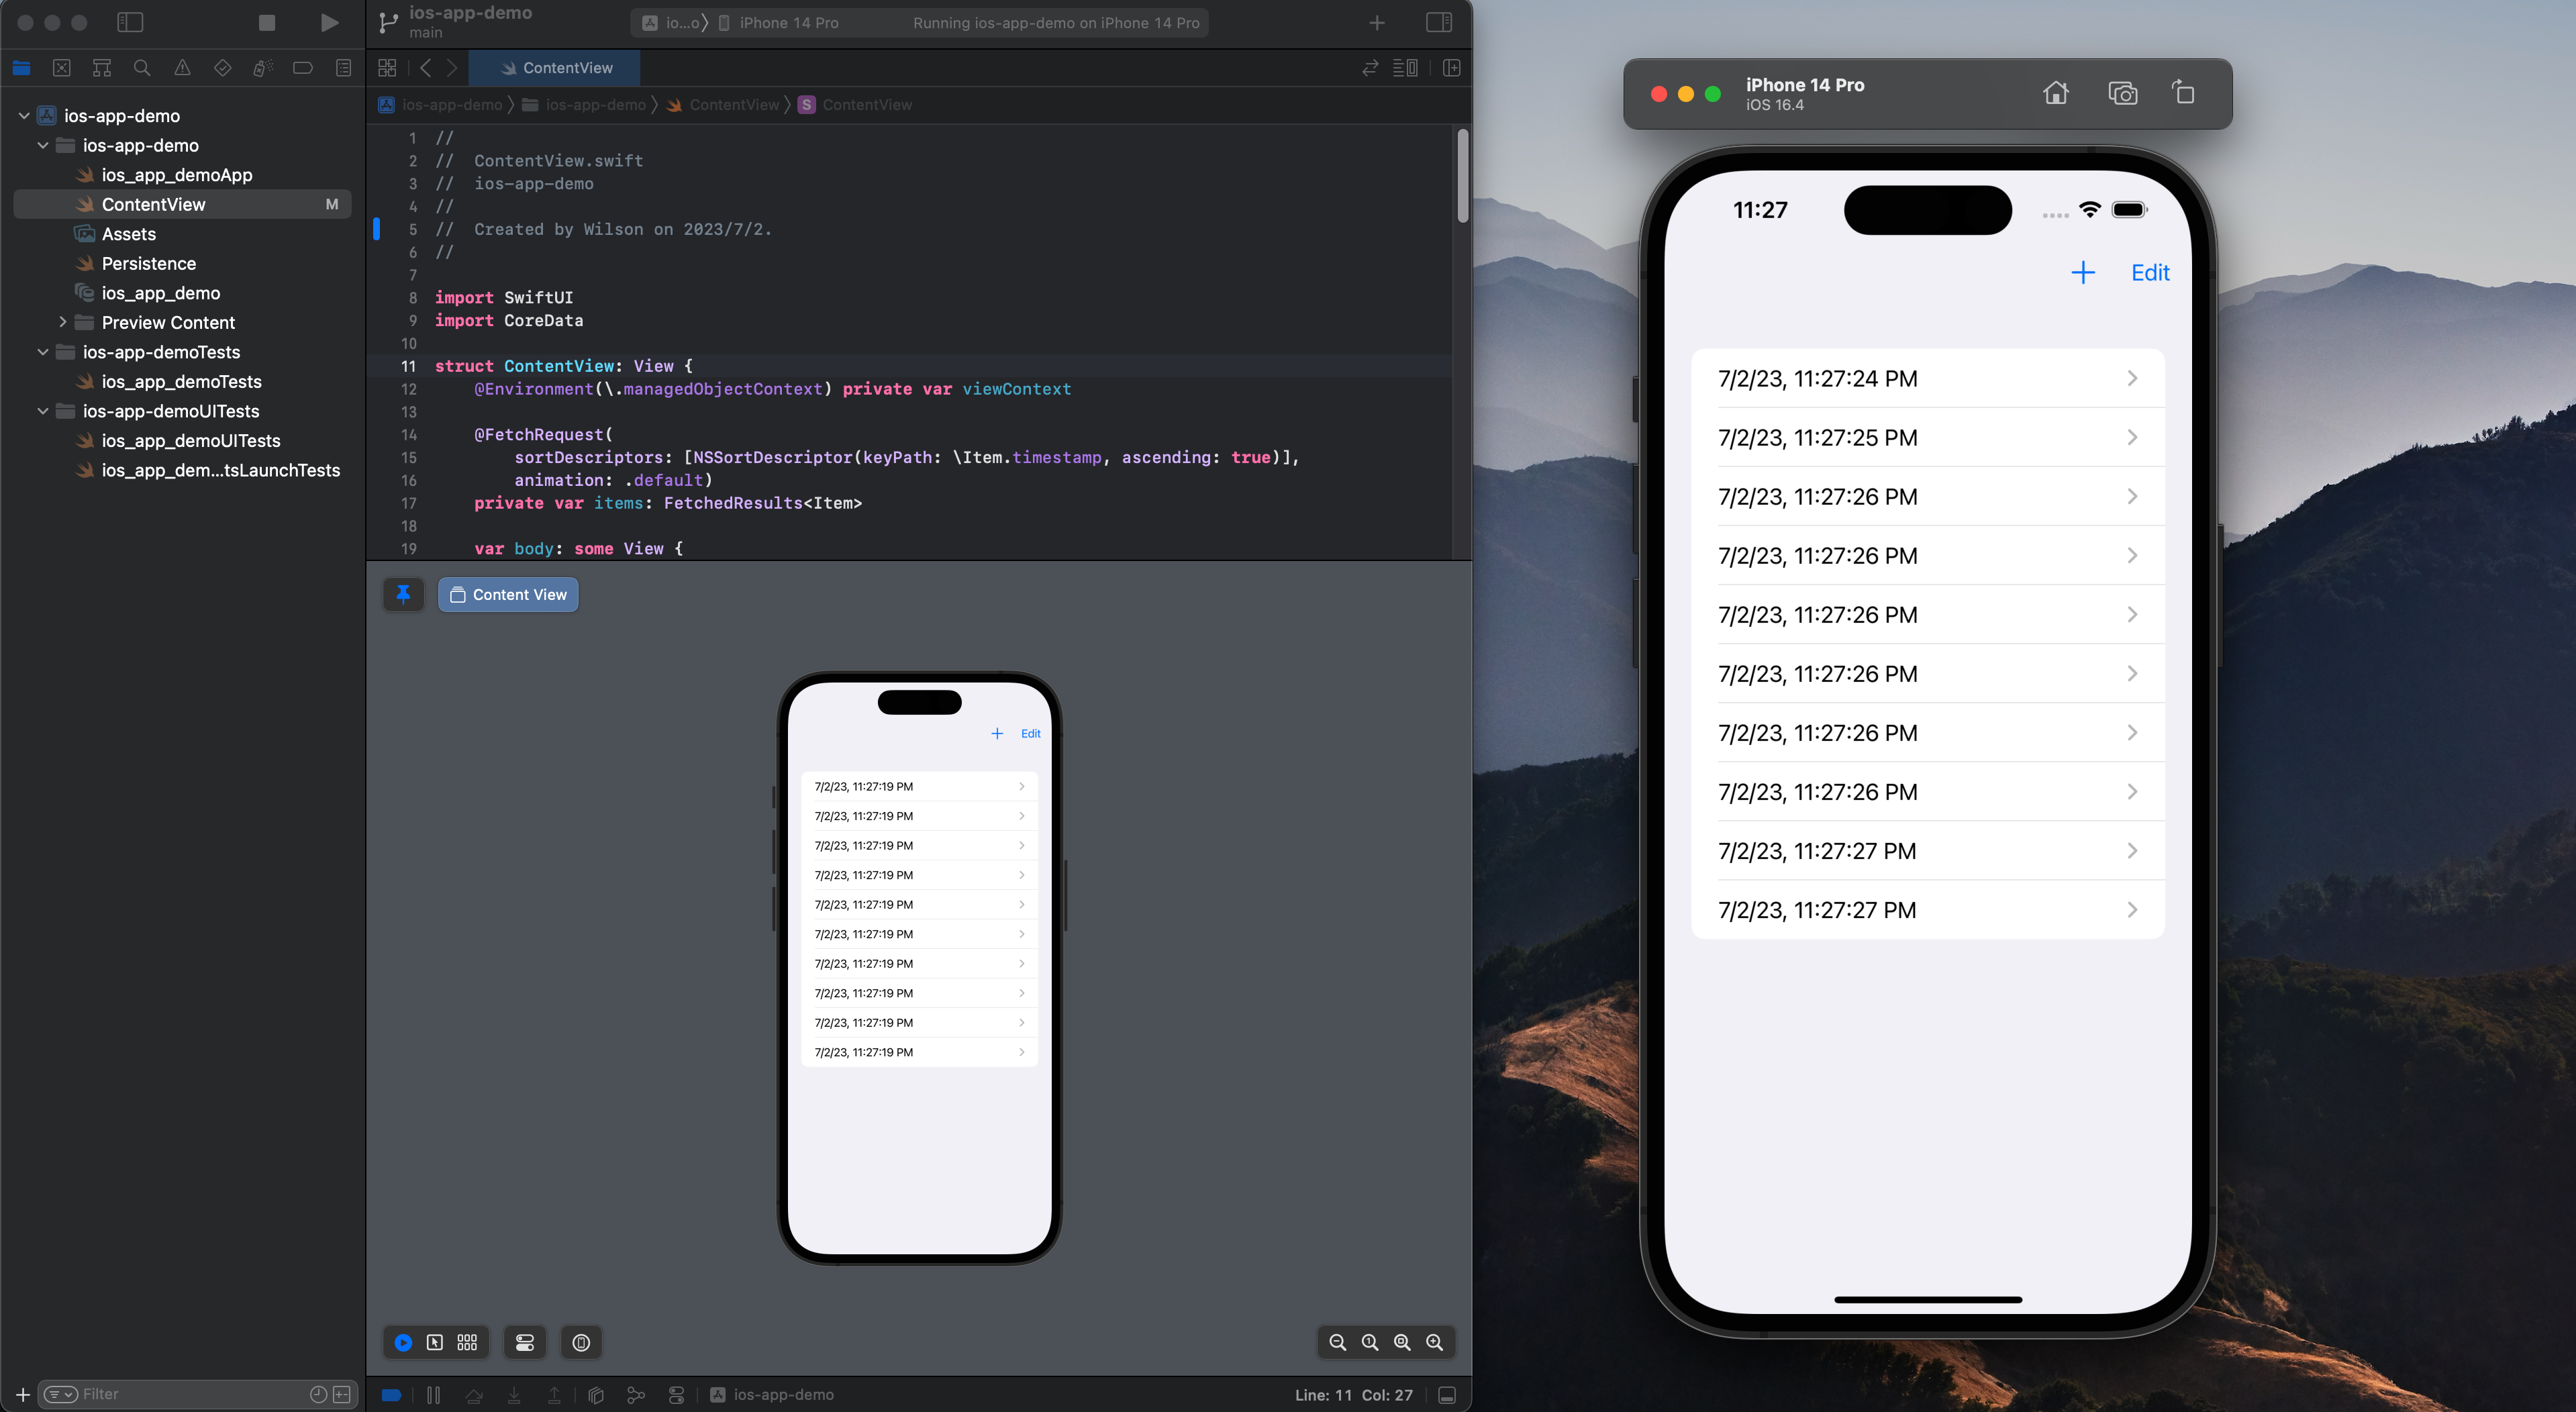 ios-app-demo
main
io...o
iPhone 14 Pro
Running ios-app-demo on iPhone 14 Pro
ContentView
ios-app-demo
ios-app-demo
ContentView
S
ContentView
ios-app-demo
ios-app-demo
ios_app_demoApp
ContentView
M
Assets
Persistence
ios_app_demo
Preview Content
ios-app-demoTests
ios_app_demoTests
ios-app-demoUITests
ios_app_demoUITests
ios_app_dem...tsLaunchTests
Filter
1 //
2 // ContentView.swift
3 // ios-app-demo
4 //
5 // Created by Wilson on 2023/7/2.
6 //
7
8 import SwiftUI
9 import CoreData
10
11 struct ContentView: View {
12 @Environment(\.managedObjectContext) private var viewContext
13
14 @FetchRequest(
15 sortDescriptors: [NSSortDescriptor(keyPath: \Item.timestamp, ascending: true)],
16 animation: .default)
17 private var items: FetchedResults<Item>
18
19 var body: some View {
Content View
Edit
7/2/23, 11:27:19 PM
7/2/23, 11:27:19 PM
7/2/23, 11:27:19 PM
7/2/23, 11:27:19 PM
7/2/23, 11:27:19 PM
7/2/23, 11:27:19 PM
7/2/23, 11:27:19 PM
7/2/23, 11:27:19 PM
7/2/23, 11:27:19 PM
7/2/23, 11:27:19 PM
ios-app-demo
Line: 11 Col: 27
iPhone 14 Pro
iOS 16.4
11:27
Edit
7/2/23, 11:27:24 PM
7/2/23, 11:27:25 PM
7/2/23, 11:27:26 PM
7/2/23, 11:27:26 PM
7/2/23, 11:27:26 PM
7/2/23, 11:27:26 PM
7/2/23, 11:27:26 PM
7/2/23, 11:27:26 PM
7/2/23, 11:27:27 PM
7/2/23, 11:27:27 PM